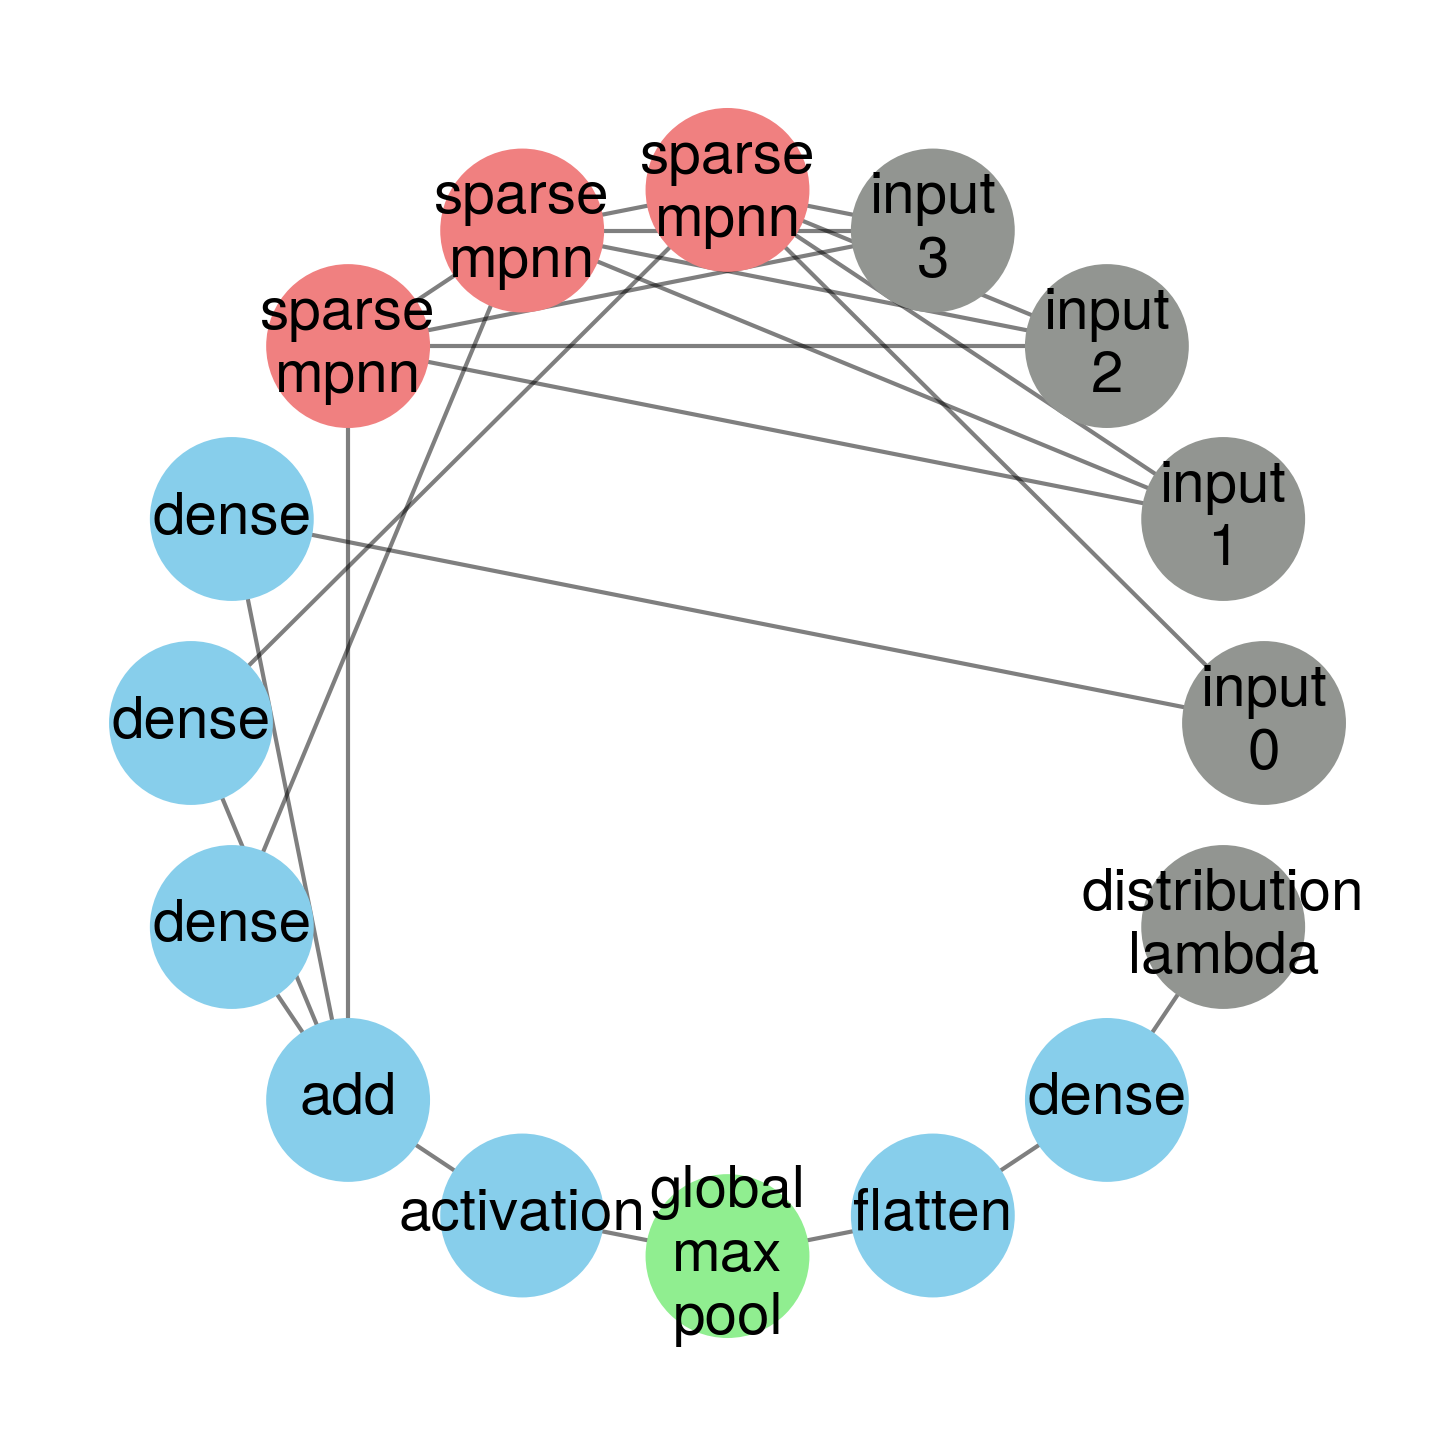 sparse
mpnn
sparse
mpnn
input
3
sparse
mpnn
input
2
dense
input
1
dense
input
0
dense
distribution
lambda
add
dense
activation
global
max
pool
flatten